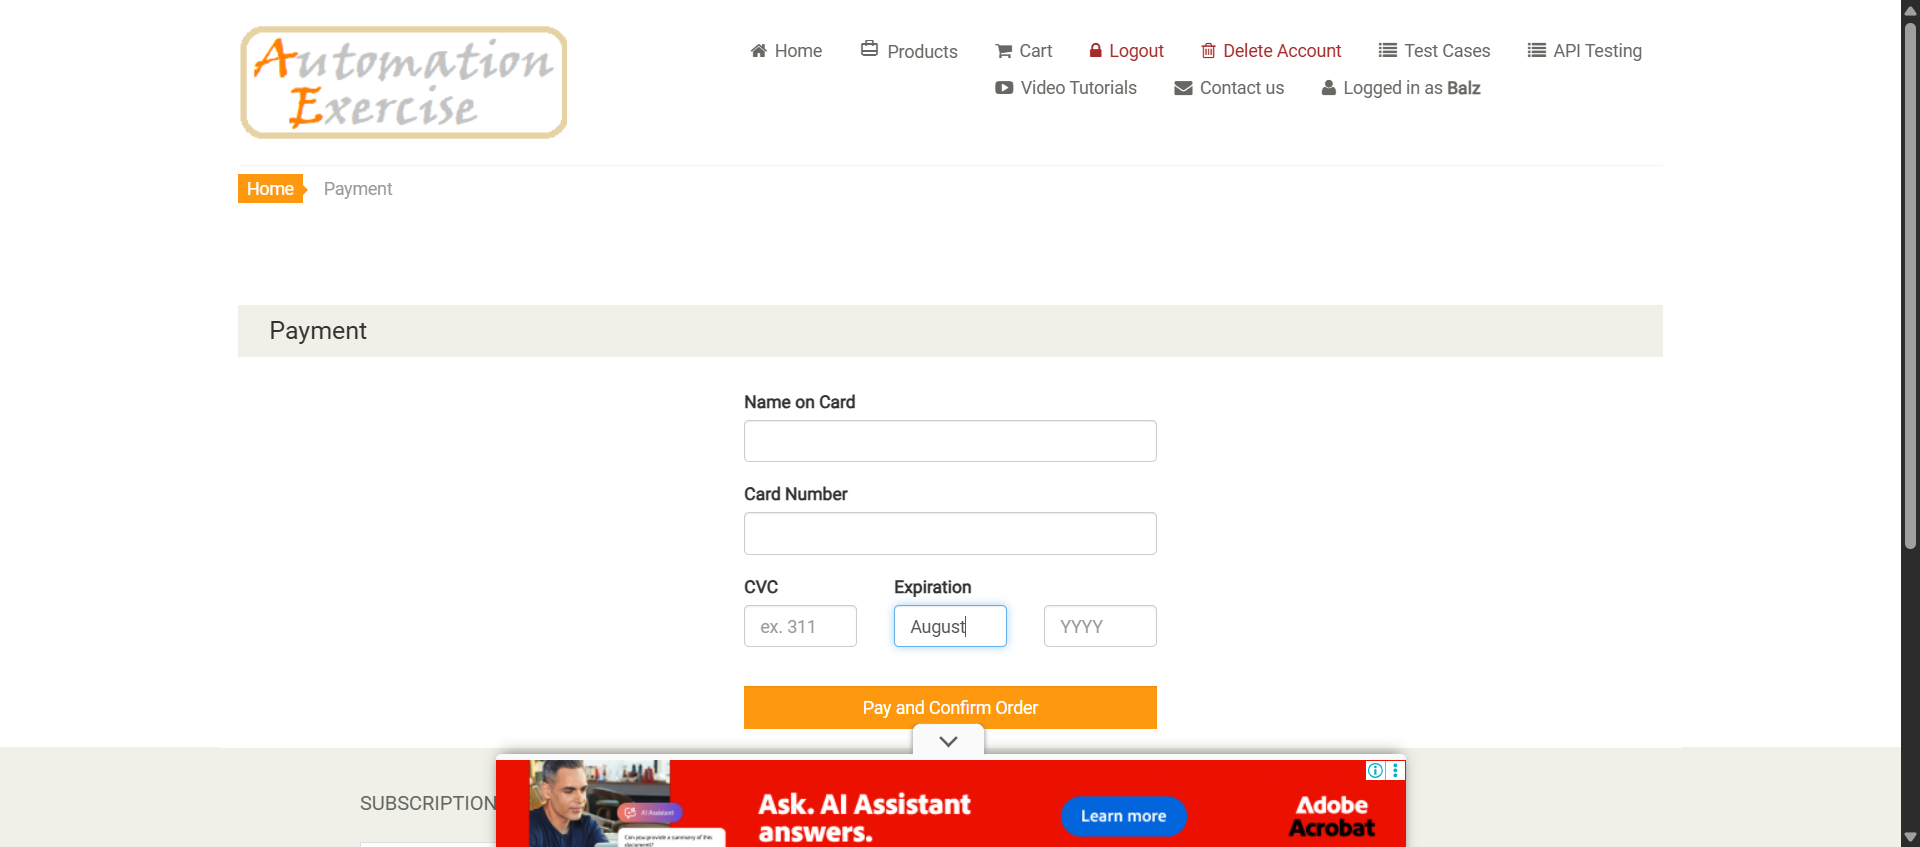 Automation
Exercise
Home
Products
Cart
Logout
Delete Account
Test Cases
API Testing
Video Tutorials
Contact us
Logged in as Balz
Home
Payment
Payment
Name on Card
Card Number
CVC
Expiration
ex. 311
August
YYYY
Pay and Confirm Order
SUBSCRIPTION
AI Assistant
Can you provide a summary of this
document?
Ask. AI Assistant
answers.
Learn more
Adobe
Acrobat